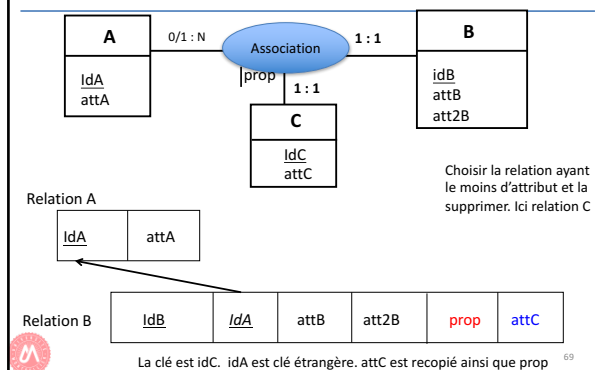 A
0/1 : N
Association
1 : 1
B
IdA
attA
prop
1 : 1
idB
attB
att2B
C
IdC
attC
Choisir la relation ayant
le moins d'attribut et la
supprimer. Ici relation C
Relation A
IdA
attA
Relation B
IdB
IdA
attB
att2B
prop
attC
La clé est idC. idA est clé étrangère. attC est recopié ainsi que prop
69